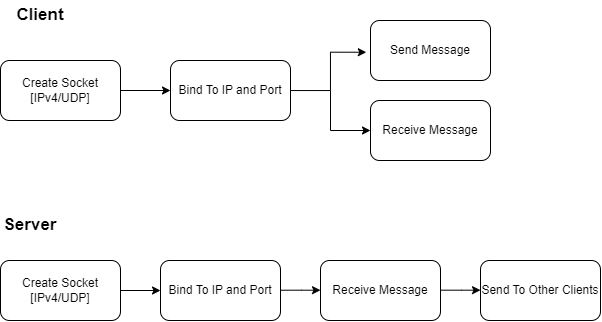 Client
Create Socket
[IPv4/UDP]
Bind To IP and Port
Send Message
Receive Message
Server
Create Socket
[IPv4/UDP]
Bind To IP and Port
Receive Message
Send To Other Clients